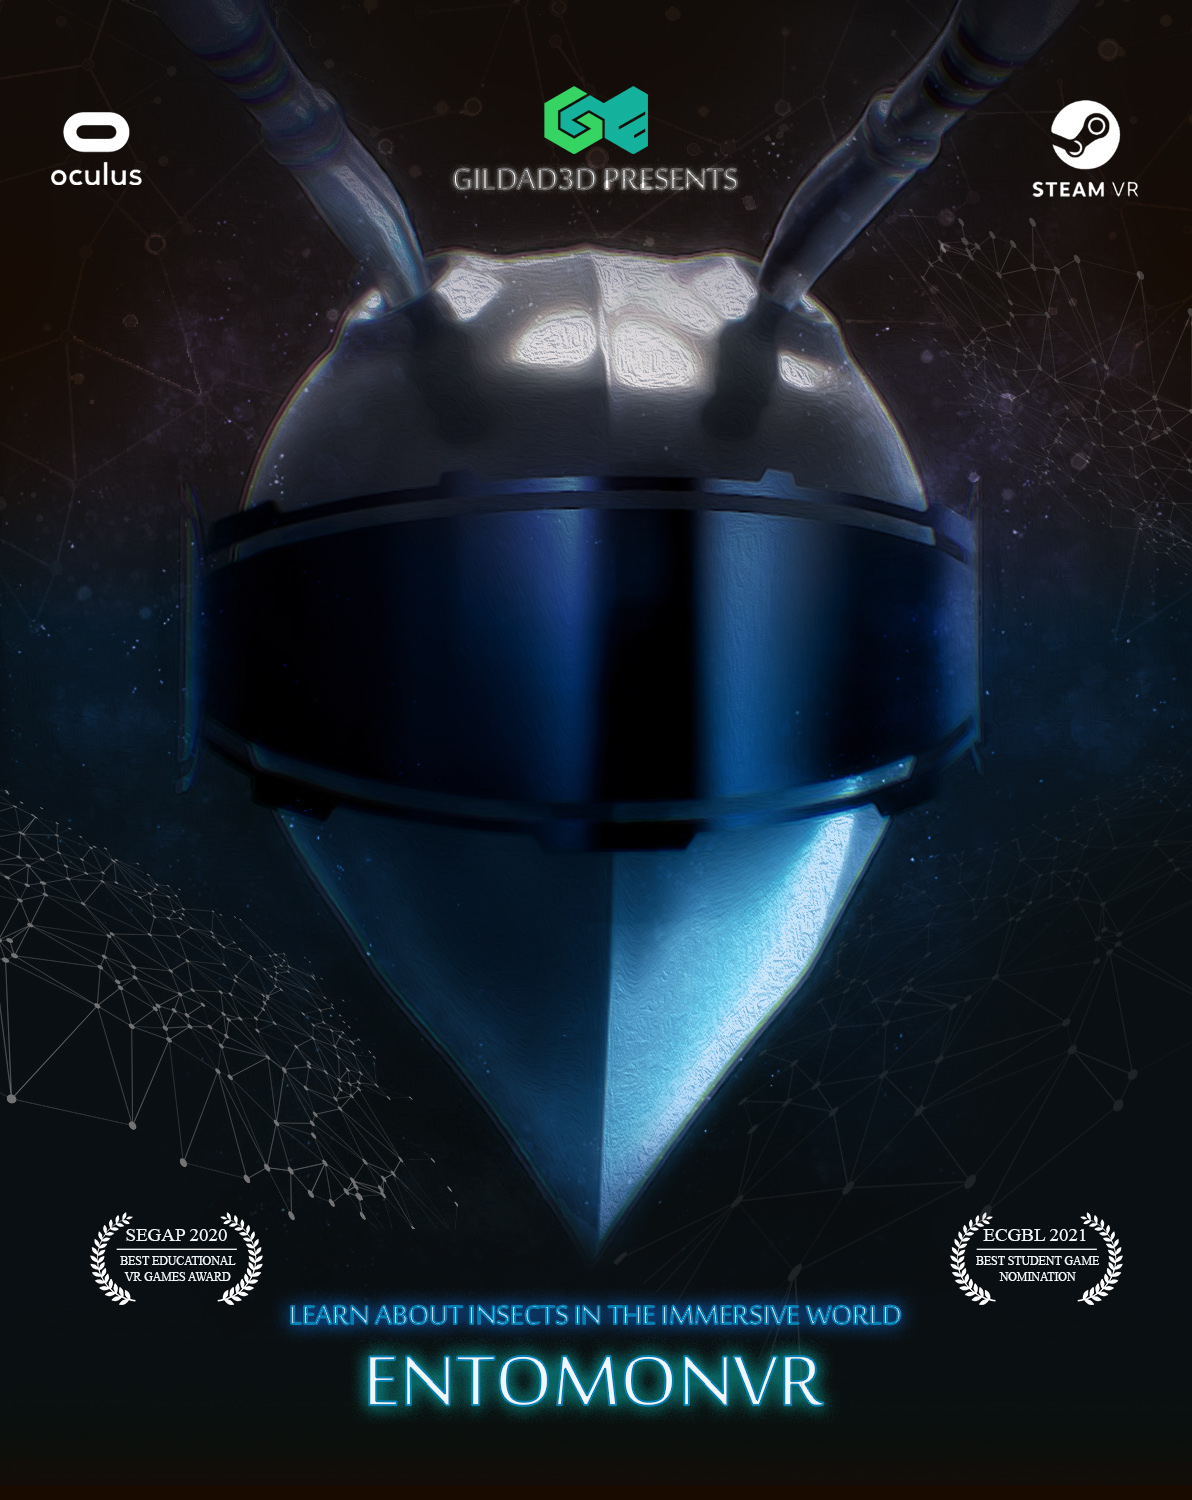 oculus
GILDAD3D PRESENTS
STEAM VR
SEGAP 2020
BEST EDUCATIONAL
VR GAMES AWARD
ECGBL 2021
BEST STUDENT GAME
NOMINATION
LEARN ABOUT INSECTS IN THE IMMERSIVE WORLD
ENTOMONVR